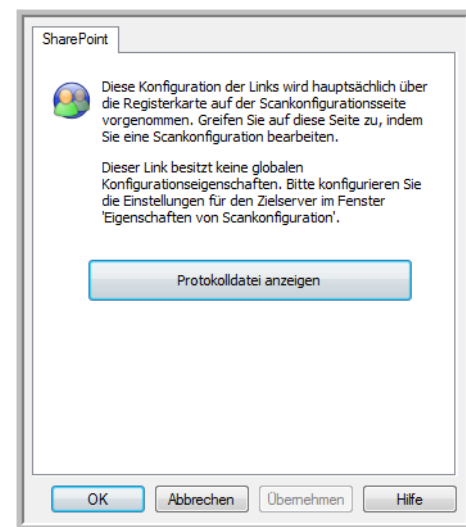 SharePoint
Diese Konfiguration der Links wird hauptsächlich über
die Registerkarte auf der Scankonfigurationsseite
vorgenommen. Greifen Sie auf diese Seite zu, indem
Sie eine Scankonfiguration bearbeiten.
Dieser Link besitzt keine globalen
Konfigurationseigenschaften. Bitte konfigurieren Sie
die Einstellungen für den Zielserver im Fenster
'Eigenschaften von Scankonfiguration'.
Protokolldatei anzeigen
OK Abbrechen Übernehmen Hilfe